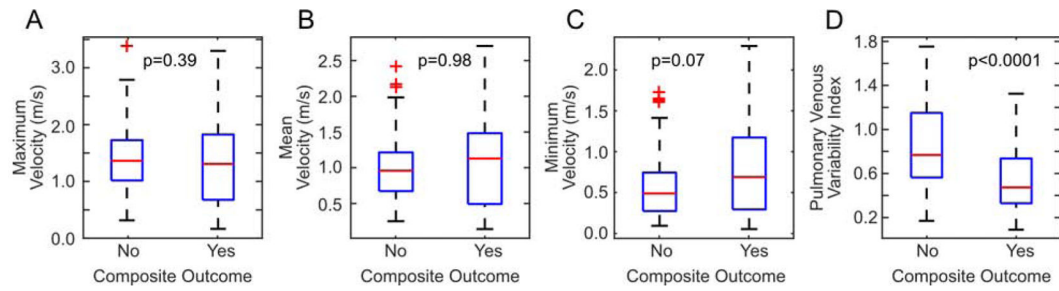 A
Maximum
Velocity (m/s)
3.0
2.0
1.0
0.0
p=0.39
No
Yes
Composite Outcome
B
Mean
Velocity (m/s)
2.5
2.0
1.5
1.0
0.5
p=0.98
No
Yes
Composite Outcome
C
Minimum
Velocity (m/s)
2.0
1.5
1.0
0.5
0.0
p=0.07
No
Yes
Composite Outcome
D
Pulmonary Venous
Variability Index
1.8
1.4
1.0
0.6
0.2
p<0.0001
No
Yes
Composite Outcome